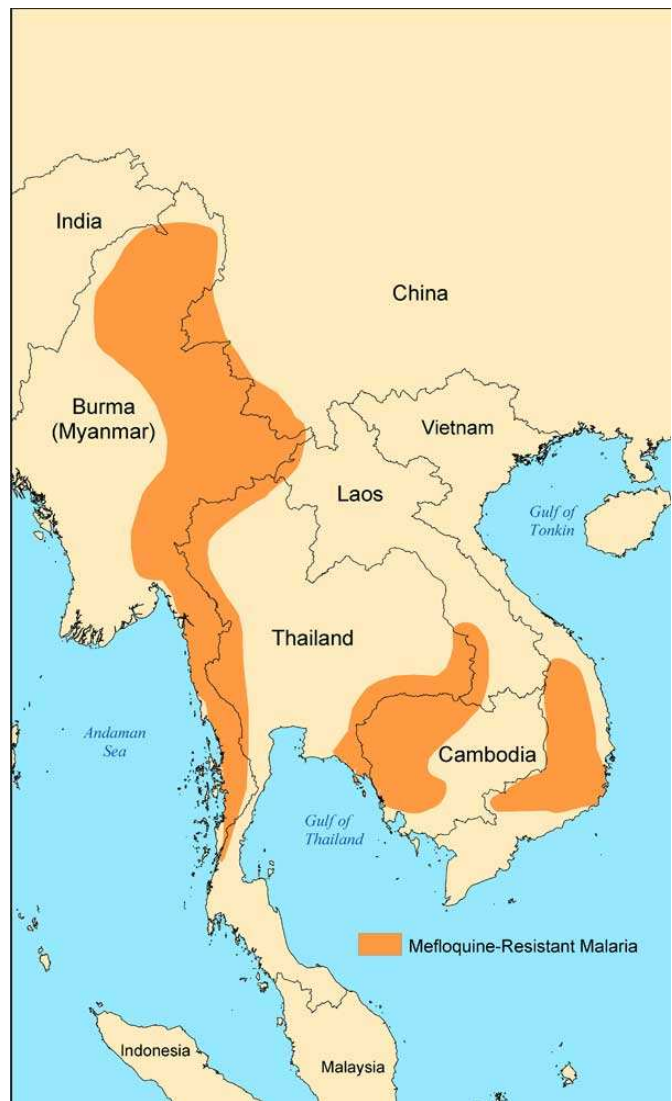 India
China
Burma
(Myanmar)
Vietnam
Laos
Gulf of
Tonkin
Thailand
Andaman
Sea
Cambodia
Gulf of
Thailand
Mefloquine-Resistant Malaria
Indonesia
Malaysia